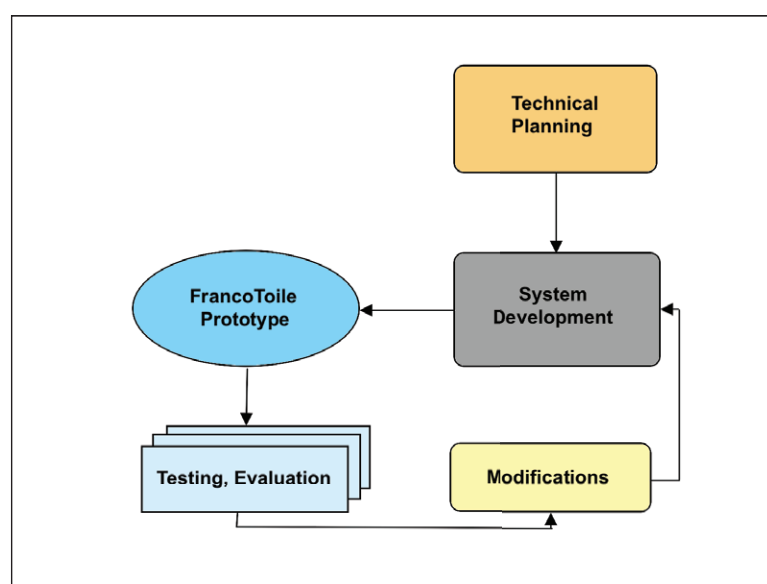 Technical
Planning
FrancoToile
Prototype
System
Development
Testing, Evaluation
Modifications